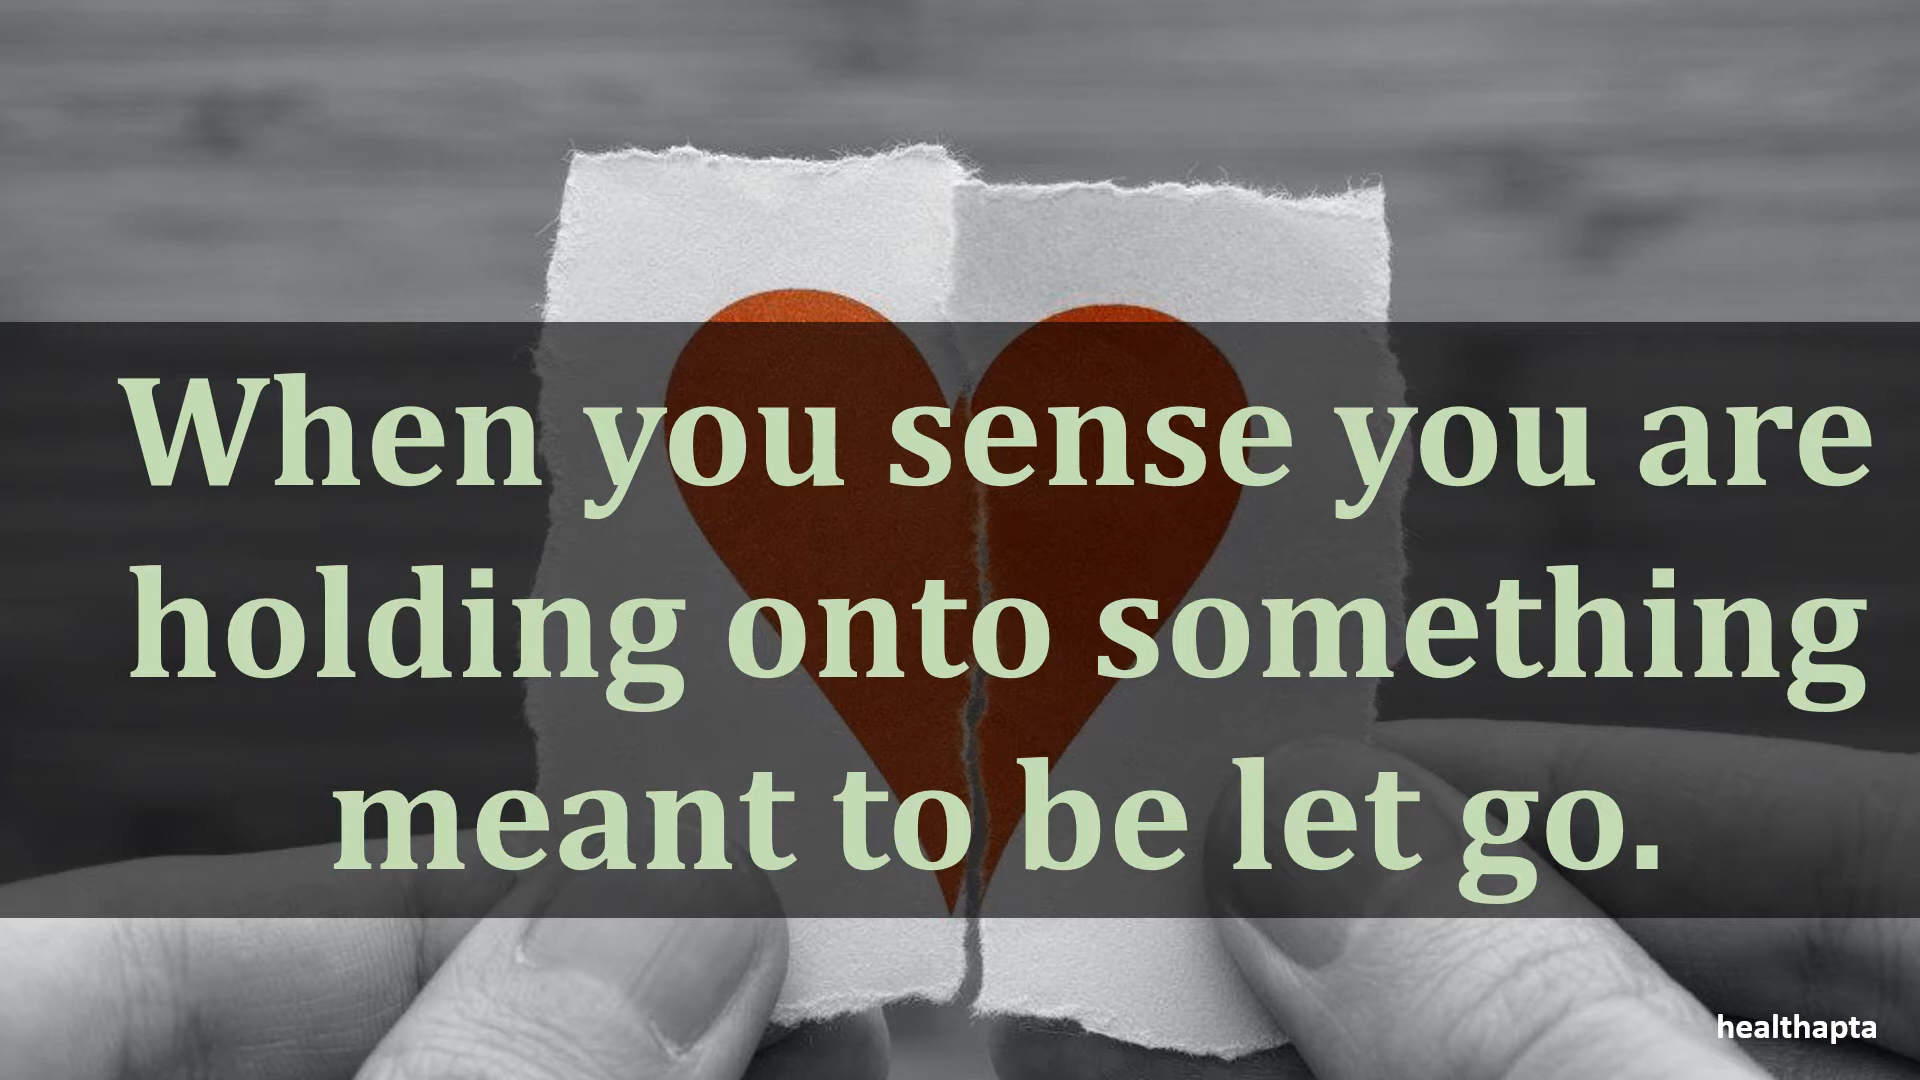 When you sense you are
holding onto something
meant to be let go.
healthapta